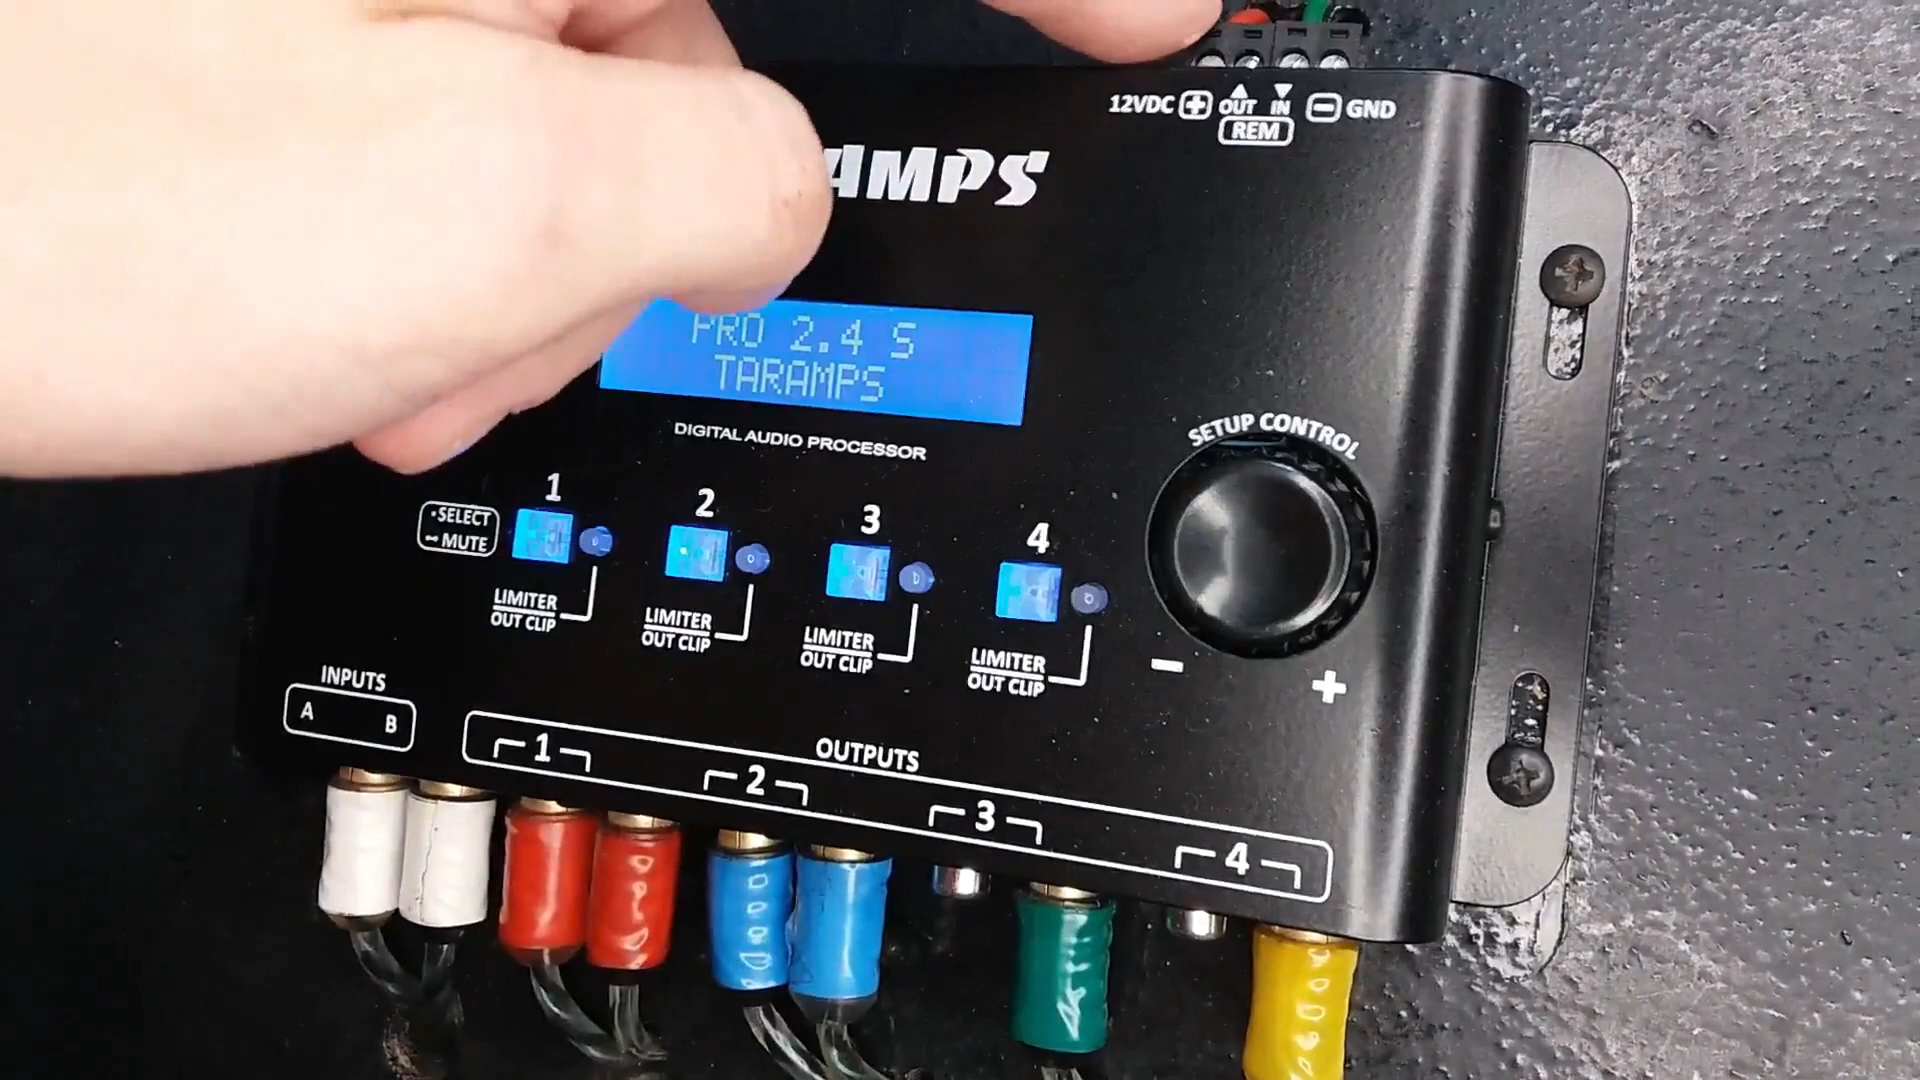 12VDC + OUT IN - GND
REM
AMPS
PRO 2.4 S
TARAMPS
DIGITAL AUDIO PROCESSOR
SETUP CONTROL
- +
1 2 3 4
SELECT
MUTE
LIMITER
OUT CLIP
LIMITER
OUT CLIP
LIMITER
OUT CLIP
LIMITER
OUT CLIP
INPUTS
A B
OUTPUTS
1 2 3 4